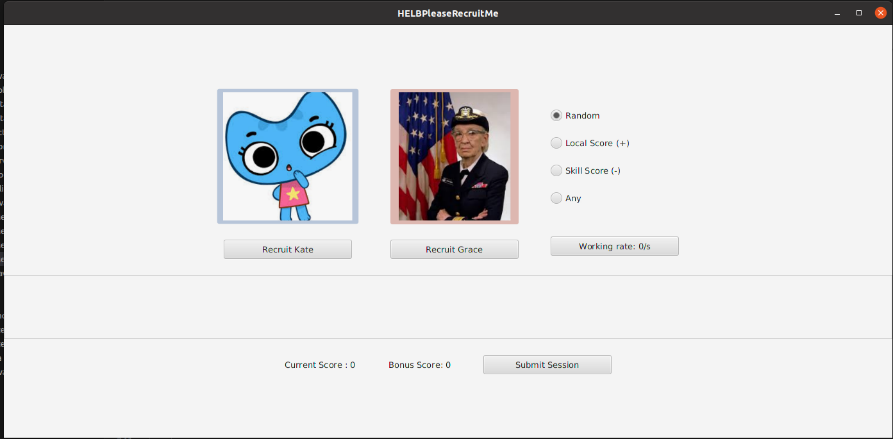 HELBPleaseRecruitMe
Random
Local Score (+)
Skill Score (-)
Any
Recruit Kate
Recruit Grace
Working rate: 0/s
Current Score : 0
Bonus Score: 0
Submit Session